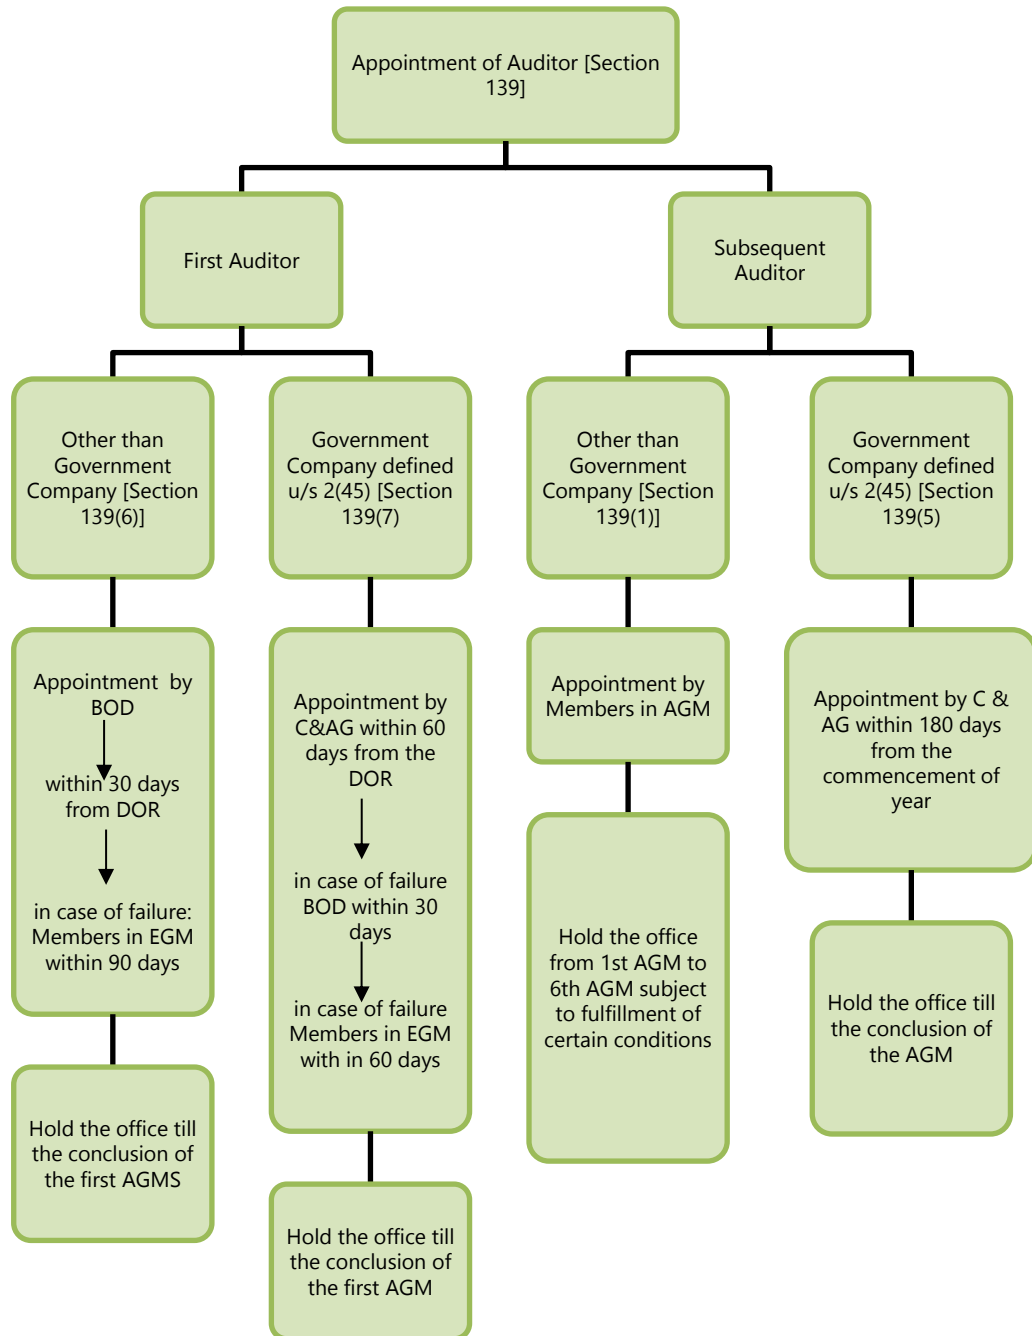 Appointment of Auditor [Section
139]
First Auditor
Subsequent
Auditor
Other than
Government
Company [Section
139(6)]
Government
Company defined
u/s 2(45) [Section
139(7)
Other than
Government
Company [Section
139(1)]
Government
Company defined
u/s 2(45) [Section
139(5)
Appointment by
BOD
within 30 days
from DOR
in case of failure:
Members in EGM
within 90 days
Appointment by
C&AG within 60
days from the
DOR
in case of failure
BOD within 30
days
in case of failure
Members in EGM
with in 60 days
Appointment by
Members in AGM
Appointment by C &
AG within 180 days
from the
commencement of
year
Hold the office till
the conclusion of
the first AGMS
Hold the office till
the conclusion of
the first AGM
Hold the office
from 1st AGM to
6th AGM subject
to fulfillment of
certain conditions
Hold the office till
the conclusion of
the AGM